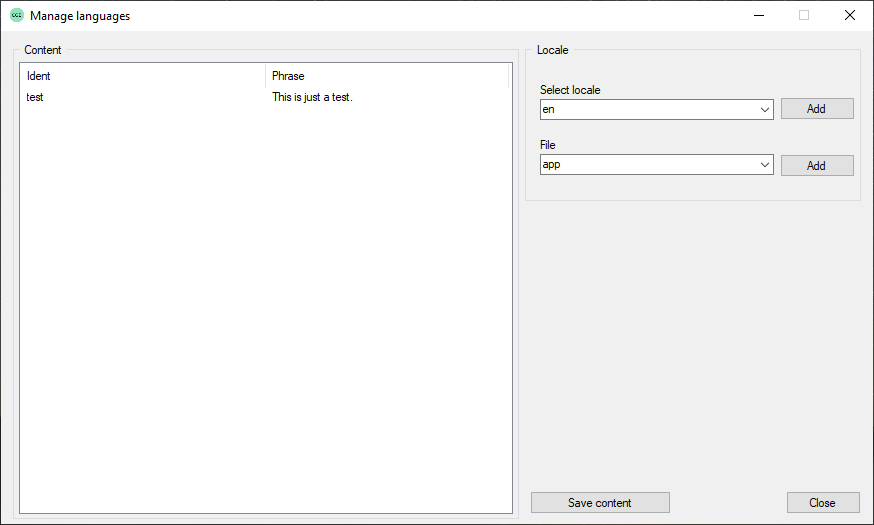 Manage languages
Content
Ident Phrase
test This is just a test.
Locale
Select locale
en Add
File
app Add
Save content Close